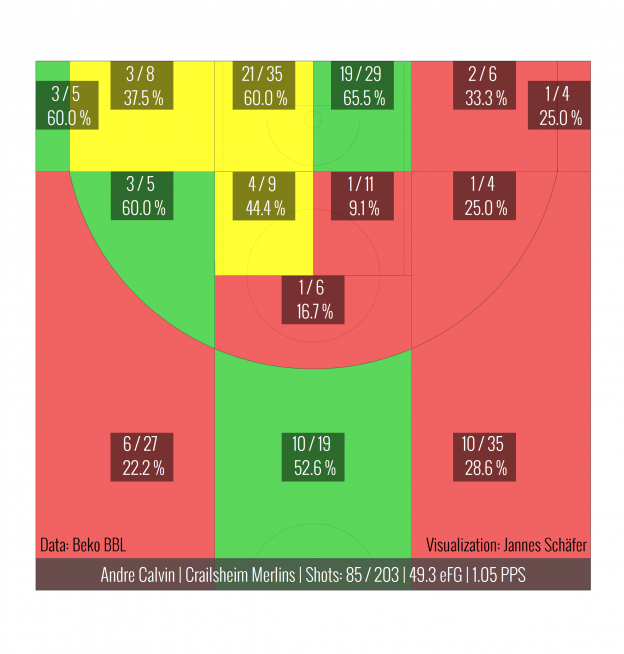 3 / 8
37.5 %
21 / 35
60.0 %
19 / 29
65.5 %
2 / 6
33.3 %
3 / 5
60.0 %
1 / 4
25.0 %
3 / 5
60.0 %
4 / 9
44.4 %
1 / 11
9.1 %
1 / 4
25.0 %
1 / 6
16.7 %
6 / 27
22.2 %
10 / 19
52.6 %
10 / 35
28.6 %
Data: Beko BBL
Visualization: Jannes Schäfer
Andre Calvin | Crailsheim Merlins | Shots: 85 / 203 | 49.3 eFG | 1.05 PPS